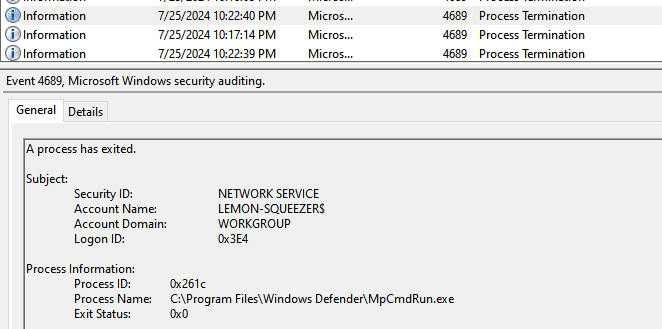 Information 7/25/2024 10:22:40 PM Micros... 4689 Process Termination
Information 7/25/2024 10:17:14 PM Micros... 4689 Process Termination
Information 7/25/2024 10:22:39 PM Micros... 4689 Process Termination
Event 4689, Microsoft Windows security auditing.
General Details
A process has exited.
Subject:
Security ID: NETWORK SERVICE
Account Name: LEMON-SQUEEZER$
Account Domain: WORKGROUP
Logon ID: 0x3E4
Process Information:
Process ID: 0x261c
Process Name: C:\Program Files\Windows Defender\MpCmdRun.exe
Exit Status: 0x0